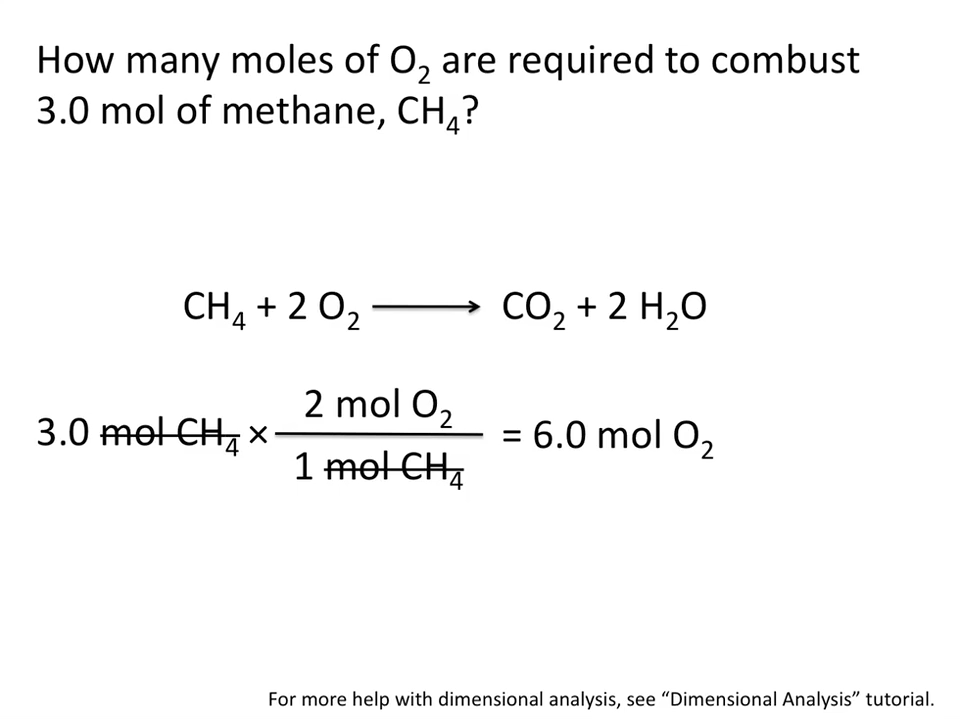 How many moles of O₂ are required to combust
3.0 mol of methane, CH₄?
CH₄ + 2 O₂ ⟶ CO₂ + 2 H₂O
2 mol O₂
3.0 mol CH₄ × = 6.0 mol O₂
1 mol CH₄
For more help with dimensional analysis, see “Dimensional Analysis” tutorial.